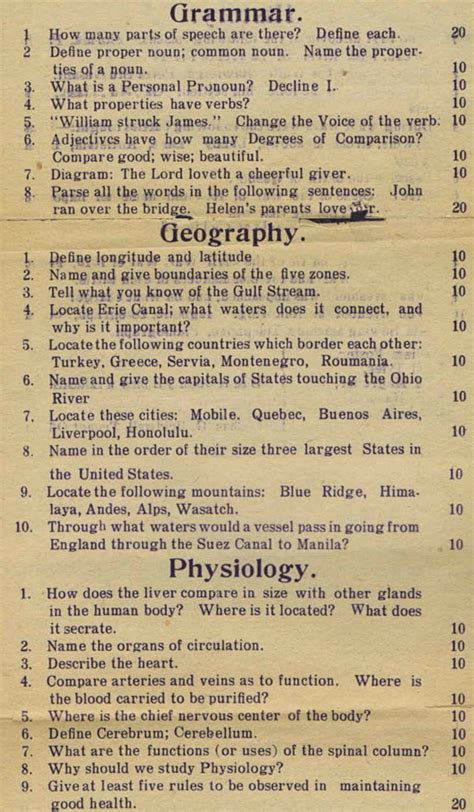 Grammar.
1 How many parts of speech are there? Define each. 20
2 Define proper noun; common noun. Name the proper-
ties of a noun. 10
3. What is a Personal Pronoun? Decline I. 10
4. What properties have verbs? 10
5. "William struck James." Change the Voice of the verb. 10
6. Adjectivcs have how many Degrees of Comparison?
Compare good; wise; beautiful. 10
7. Diagram: The Lord loveth a cheerful giver. 10
8. Parse all the words in the following sentences: John
ran over the bridge. Helen's parents love her. 20
Geography.
1. Define longitude and latitude 10
2. Name and give boundaries of the five zones. 10
3. Tell what you know of the Gulf Stream. 10
4. Locate Erie Canal; what waters does it connect, and
why is it important? 10
5. Locate the following countries which border each other:
Turkey, Greece, Servia, Montenegro, Roumania. 10
6. Name and give the capitals of States touching the Ohio
River 10
7. Locate these cities: Mobile, Quebec, Buenos Aires,
Liverpool, Honolulu. 10
8. Name in the order of their size three largest States in
the United States. 10
9. Locate the following mountains: Blue Ridge, Hima-
laya, Andes, Alps, Wasatch. 10
10. Through what waters would a vessel pass in going from
England through the Suez Canal to Manila? 10
Physiology.
1. How does the liver compare in size with other glands
in the human body? Where is it located? What does
it secrate. 10
2. Name the organs of circulation. 10
3. Describe the heart. 10
4. Compare arteries and veins as to function. Where is
the blood carried to be purified? 10
5. Where is the chief nervous center of the body? 10
6. Define Cerebrum; Cerebellum. 10
7. What are the functions (or uses) of the spinal column? 10
8. Why should we study Physiology? 10
9. Give at least five rules to be observed in maintaining
good health. 20